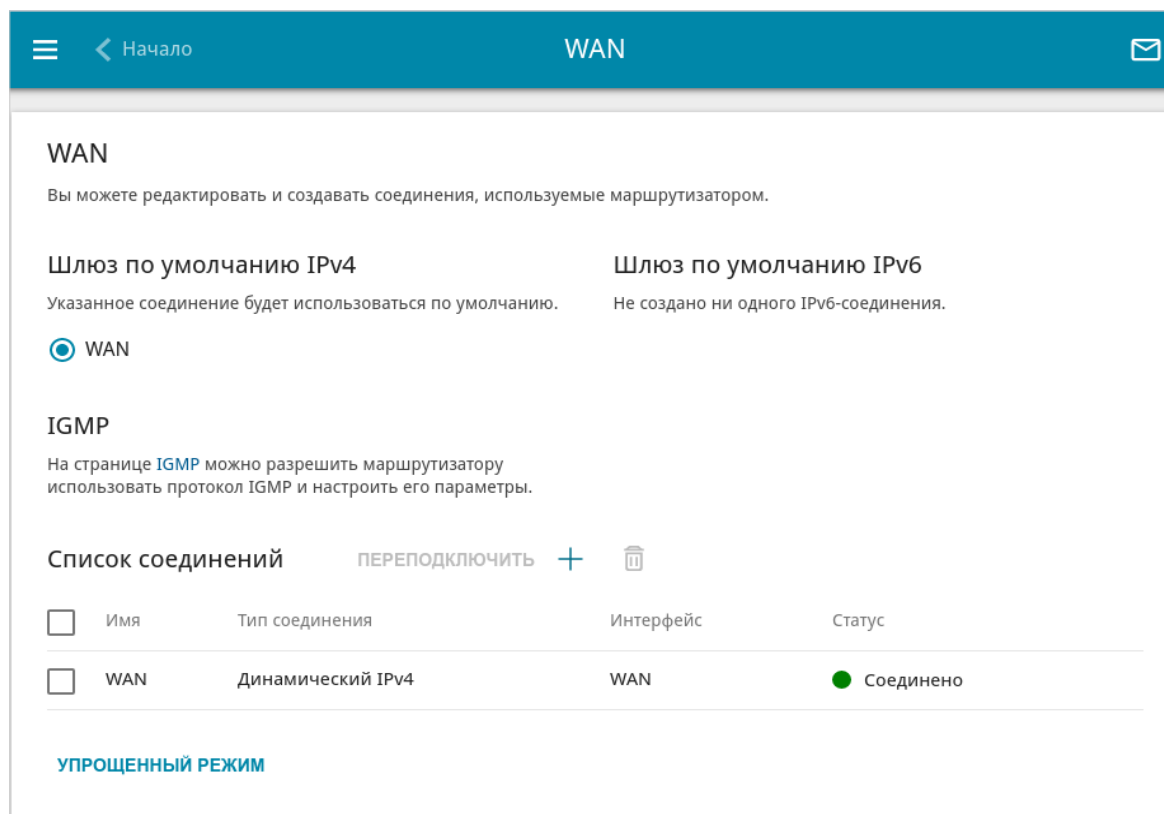 Начало
WAN
WAN
Вы можете редактировать и создавать соединения, используемые маршрутизатором.
Шлюз по умолчанию IPv4
Указанное соединение будет использоваться по умолчанию.
WAN
Шлюз по умолчанию IPv6
Не создано ни одного IPv6-соединения.
IGMP
На странице IGMP можно разрешить маршрутизатору
использовать протокол IGMP и настроить его параметры.
Список соединений ПЕРЕПОДКЛЮЧИТЬ
Имя Тип соединения Интерфейс Статус
WAN Динамический IPv4 WAN Соединено
УПРОЩЕННЫЙ РЕЖИМ